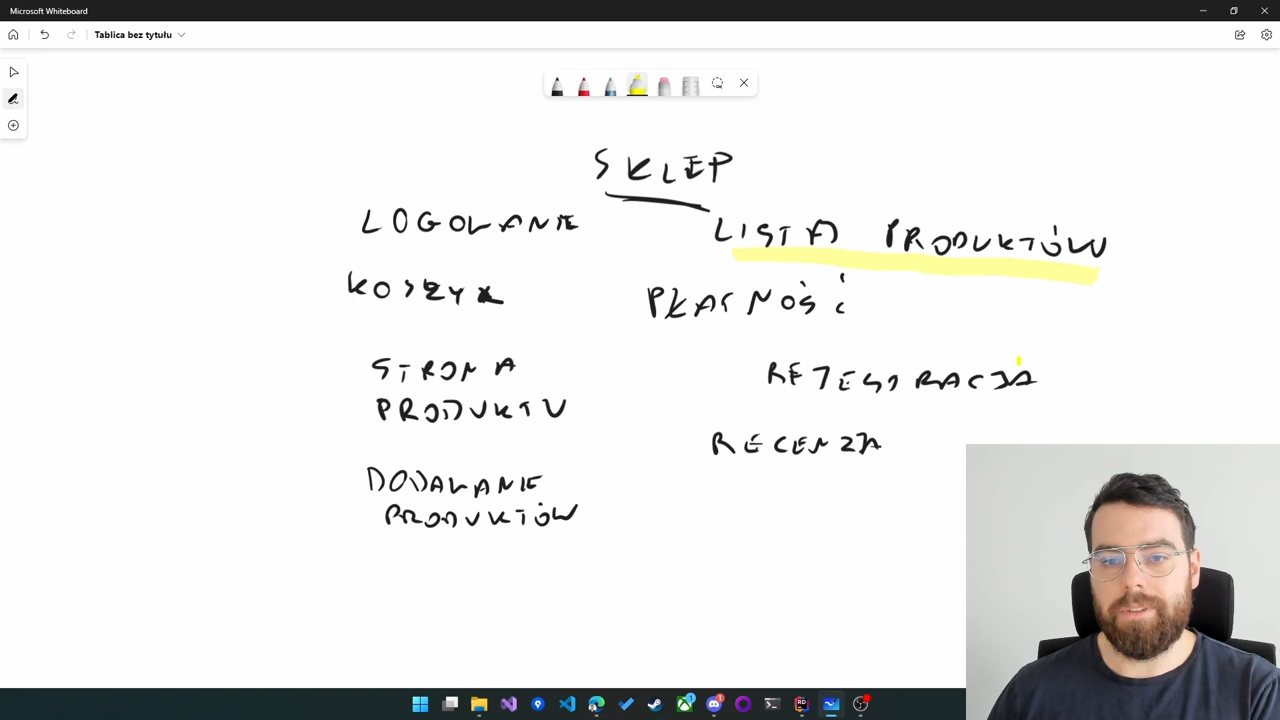 Microsoft Whiteboard
Tablica bez tytułu
SKLEP
LOGOWANIE
LISTA PRODUKTÓW
KOSZYK
PŁATNOŚĆ
STRONA
PRODUKTU
REJESTRACJA
RECENZJA
DODAWANIE
PRODUKTÓW